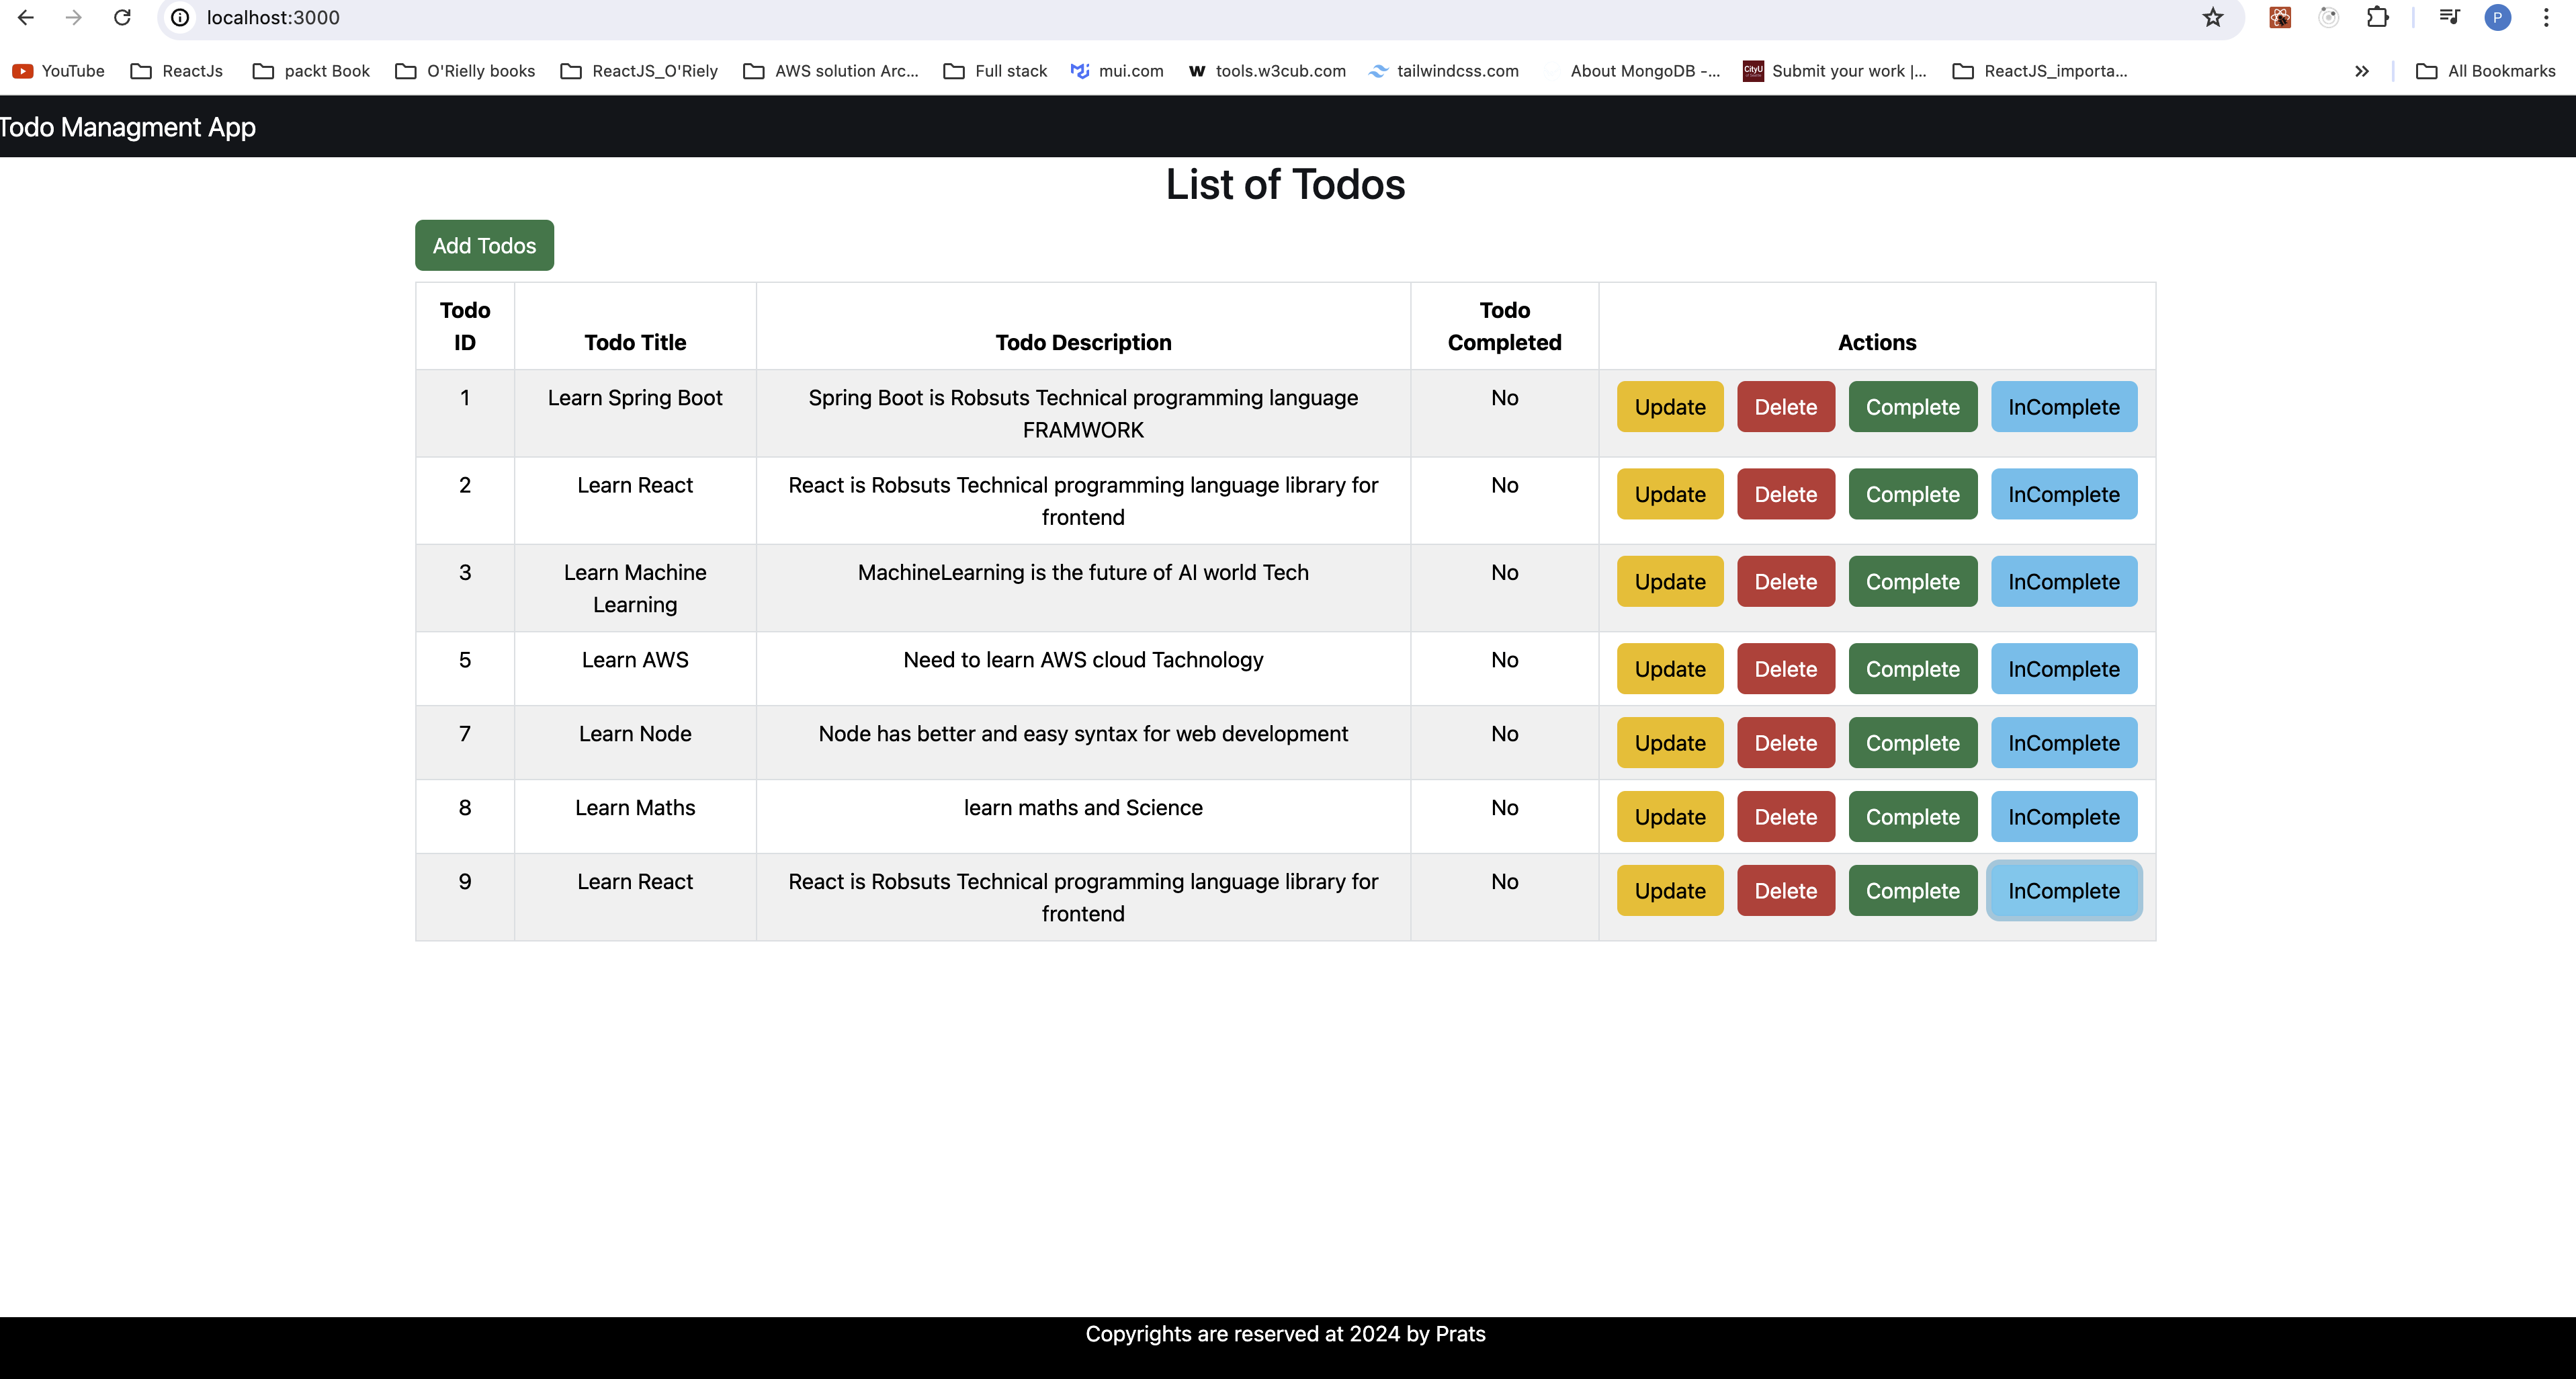 localhost:3000
YouTube ReactJs packt Book O'Rielly books ReactJS_O'Riely AWS solution Arc... Full stack mui.com W tools.w3cub.com tailwindcss.com About MongoDB -... CityU Submit your work |... ReactJS_importa... All Bookmarks
P
Todo Managment App
List of Todos
Add Todos
Todo
ID Todo Title Todo Description Todo
Completed Actions
1 Learn Spring Boot Spring Boot is Robsuts Technical programming language
FRAMWORK No Update Delete Complete InComplete
2 Learn React React is Robsuts Technical programming language library for
frontend No Update Delete Complete InComplete
3 Learn Machine
Learning MachineLearning is the future of AI world Tech No Update Delete Complete InComplete
5 Learn AWS Need to learn AWS cloud Tachnology No Update Delete Complete InComplete
7 Learn Node Node has better and easy syntax for web development No Update Delete Complete InComplete
8 Learn Maths learn maths and Science No Update Delete Complete InComplete
9 Learn React React is Robsuts Technical programming language library for
frontend No Update Delete Complete InComplete
Copyrights are reserved at 2024 by Prats